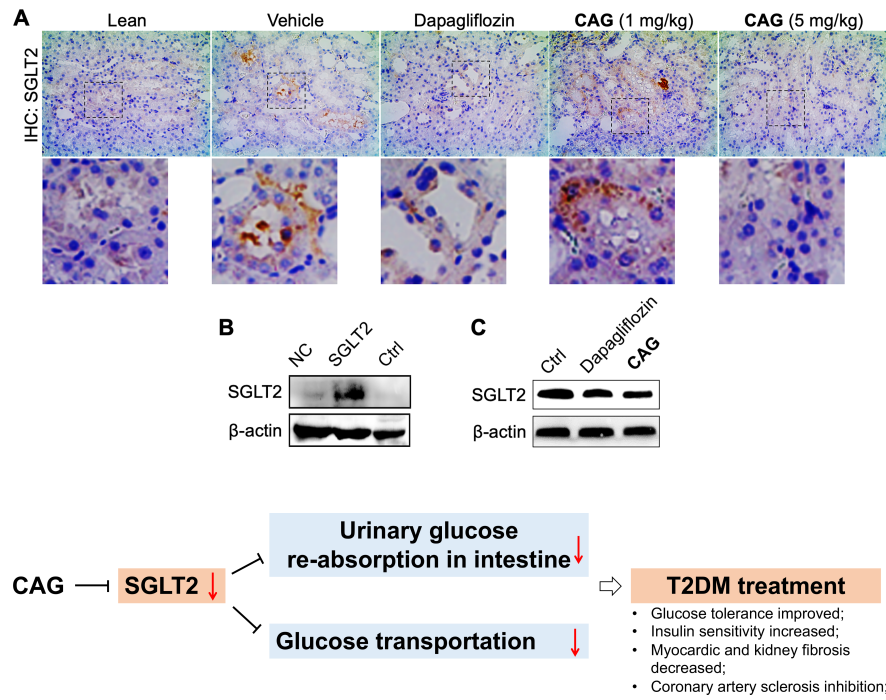 A
Lean
Vehicle
Dapagliflozin
CAG (1 mg/kg)
CAG (5 mg/kg)
IHC: SGLT2
B
NC
SGLT2
Ctrl
SGLT2
β-actin
C
Ctrl
Dapagliflozin
CAG
SGLT2
β-actin
CAG
SGLT2
Urinary glucose
re-absorption in intestine
Glucose transportation
T2DM treatment
• Glucose tolerance improved;
• Insulin sensitivity increased;
• Myocardic and kidney fibrosis
decreased;
• Coronary artery sclerosis inhibition;